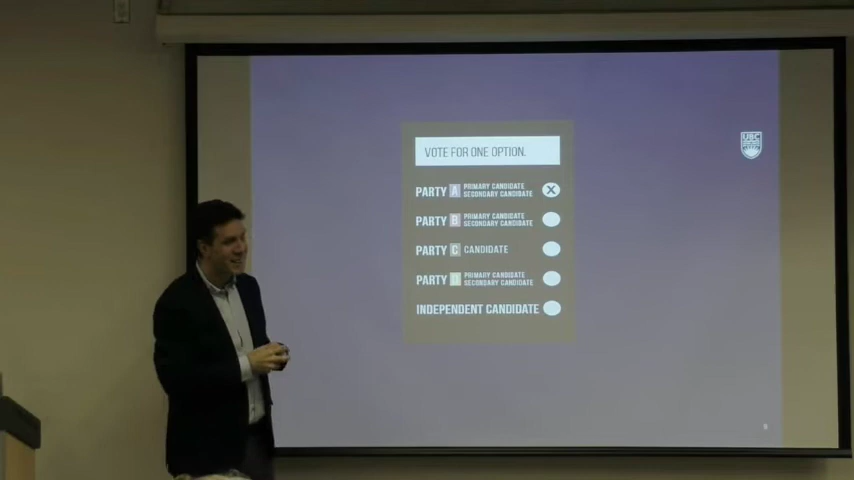 UBC
VOTE FOR ONE OPTION.
PARTY A PRIMARY CANDIDATE
SECONDARY CANDIDATE
X
PARTY B PRIMARY CANDIDATE
SECONDARY CANDIDATE
PARTY C CANDIDATE
PARTY D PRIMARY CANDIDATE
SECONDARY CANDIDATE
INDEPENDENT CANDIDATE